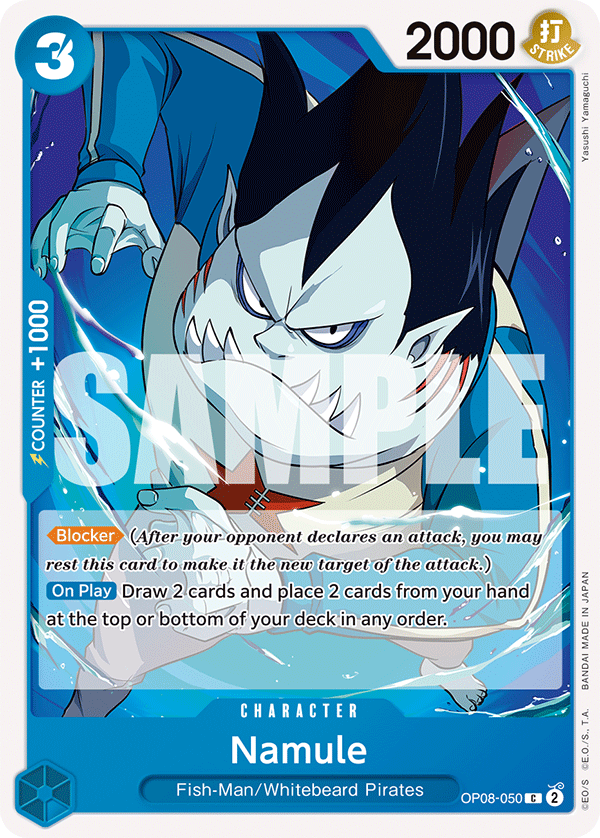 3
2000
打
STRIKE
Yasushi Yamaguchi
COUNTER +1000
SAMPLE
Blocker (After your opponent declares an attack, you may
rest this card to make it the new target of the attack.)
On Play Draw 2 cards and place 2 cards from your hand
at the top or bottom of your deck in any order.
CHARACTER
Namule
Fish-Man/Whitebeard Pirates
OP08-050 C 2
©E.O./S., T.A. BANDAI MADE IN JAPAN
©EO/S